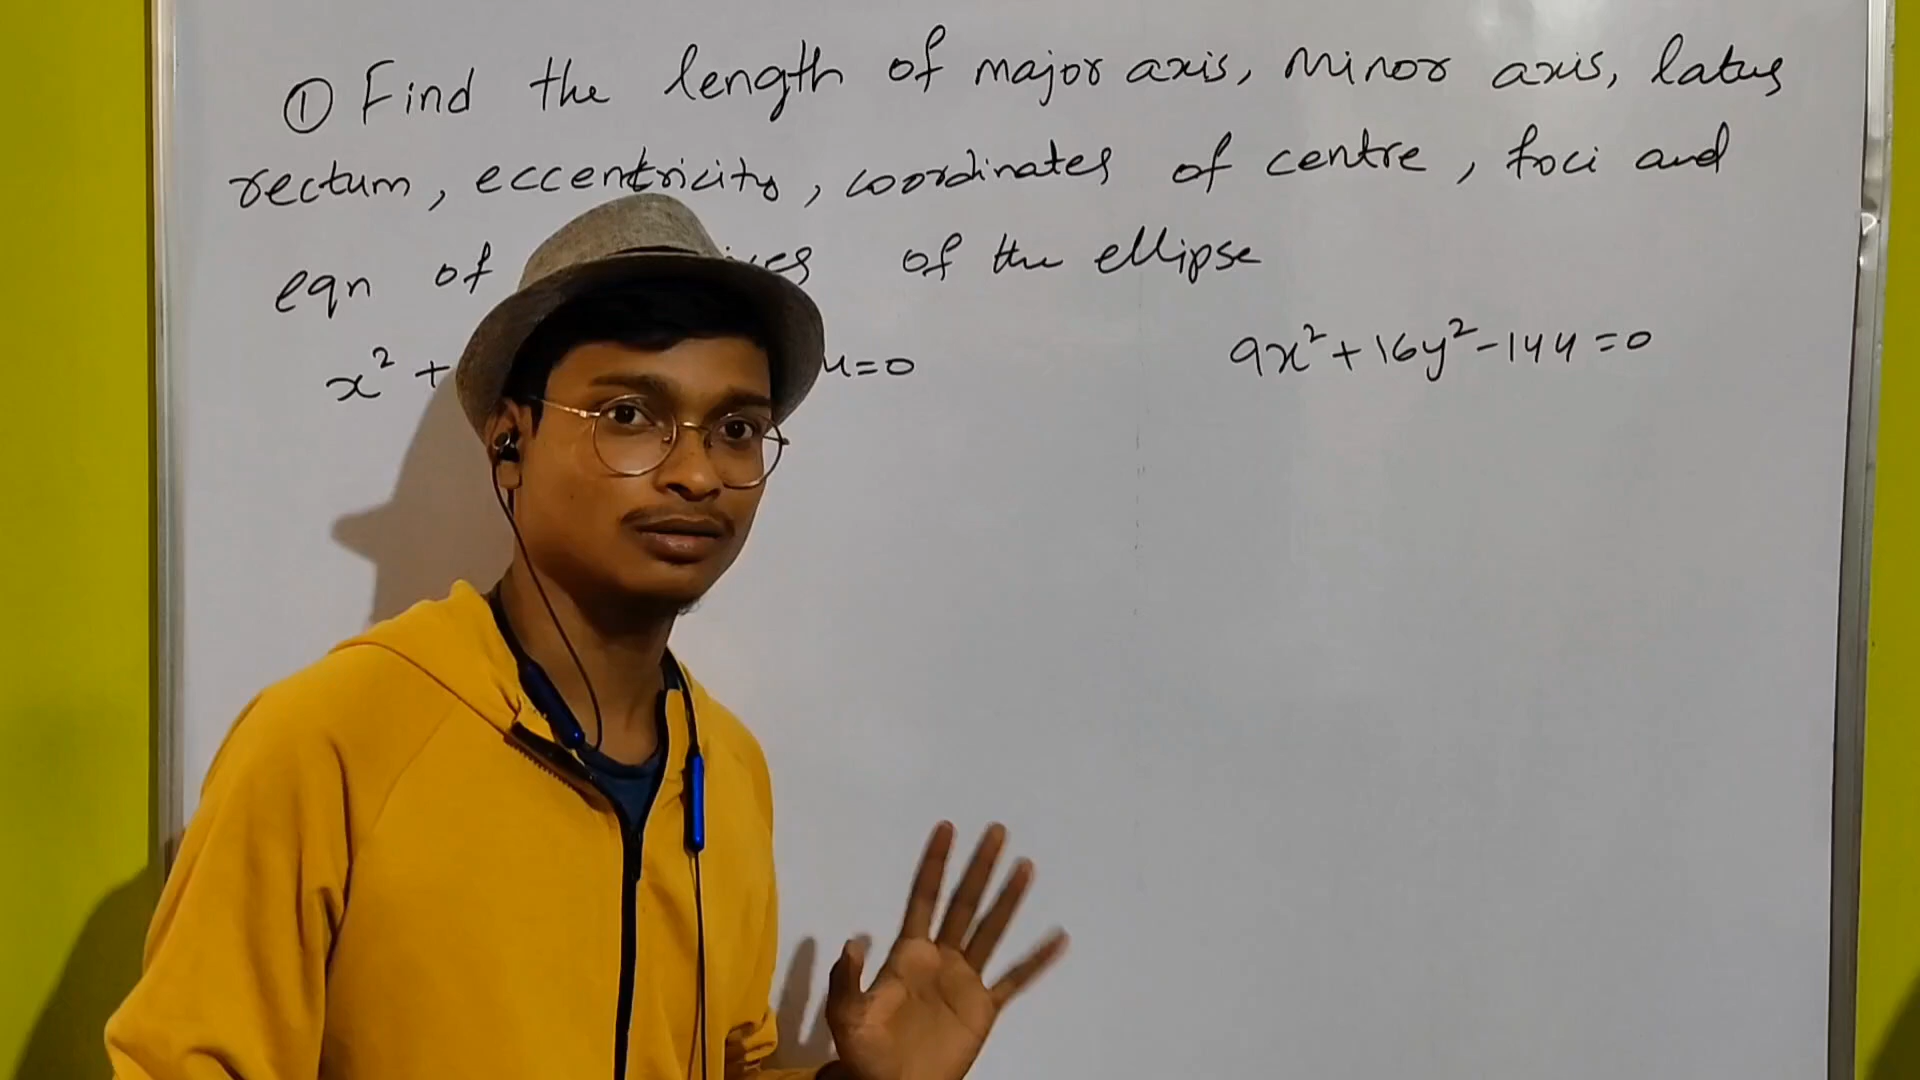 ① Find the length of major axis, minor axis, latus
rectum, eccentricity, coordinates of centre, foci and
eqn of of the ellipse
x² + 4=0 9x²+16y²-144=0